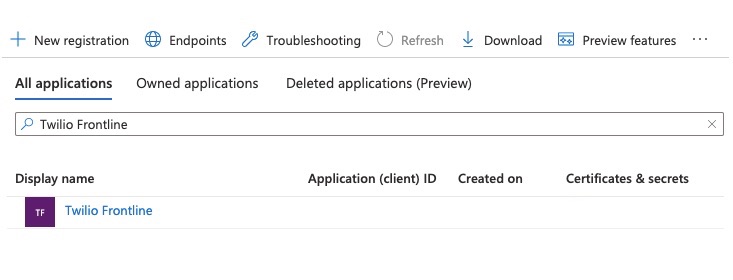 New registration Endpoints Troubleshooting Refresh Download Preview features
All applications Owned applications Deleted applications (Preview)
Twilio Frontline
Display name Application (client) ID Created on Certificates & secrets
TF Twilio Frontline